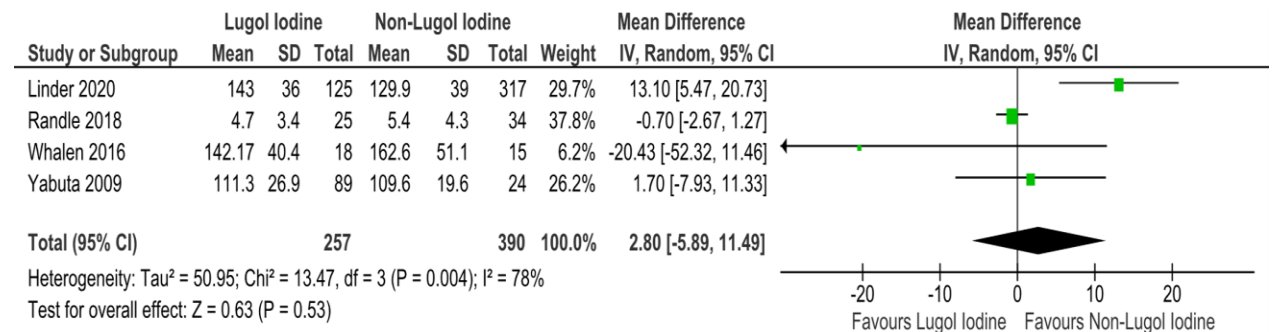 Lugol Iodine Non-Lugol Iodine Mean Difference Mean Difference
Study or Subgroup Mean SD Total Mean SD Total Weight IV, Random, 95% CI IV, Random, 95% CI
Linder 2020 143 36 125 129.9 39 317 29.7% 13.10 [5.47, 20.73]
Randle 2018 4.7 3.4 25 5.4 4.3 34 37.8% -0.70 [-2.67, 1.27]
Whalen 2016 142.17 40.4 18 162.6 51.1 15 6.2% -20.43 [-52.32, 11.46]
Yabuta 2009 111.3 26.9 89 109.6 19.6 24 26.2% 1.70 [-7.93, 11.33]
Total (95% CI) 257 390 100.0% 2.80 [-5.89, 11.49]
Heterogeneity: Tau² = 50.95; Chi² = 13.47, df = 3 (P = 0.004); I² = 78%
Test for overall effect: Z = 0.63 (P = 0.53)
-20 -10 0 10 20
Favours Lugol Iodine Favours Non-Lugol Iodine